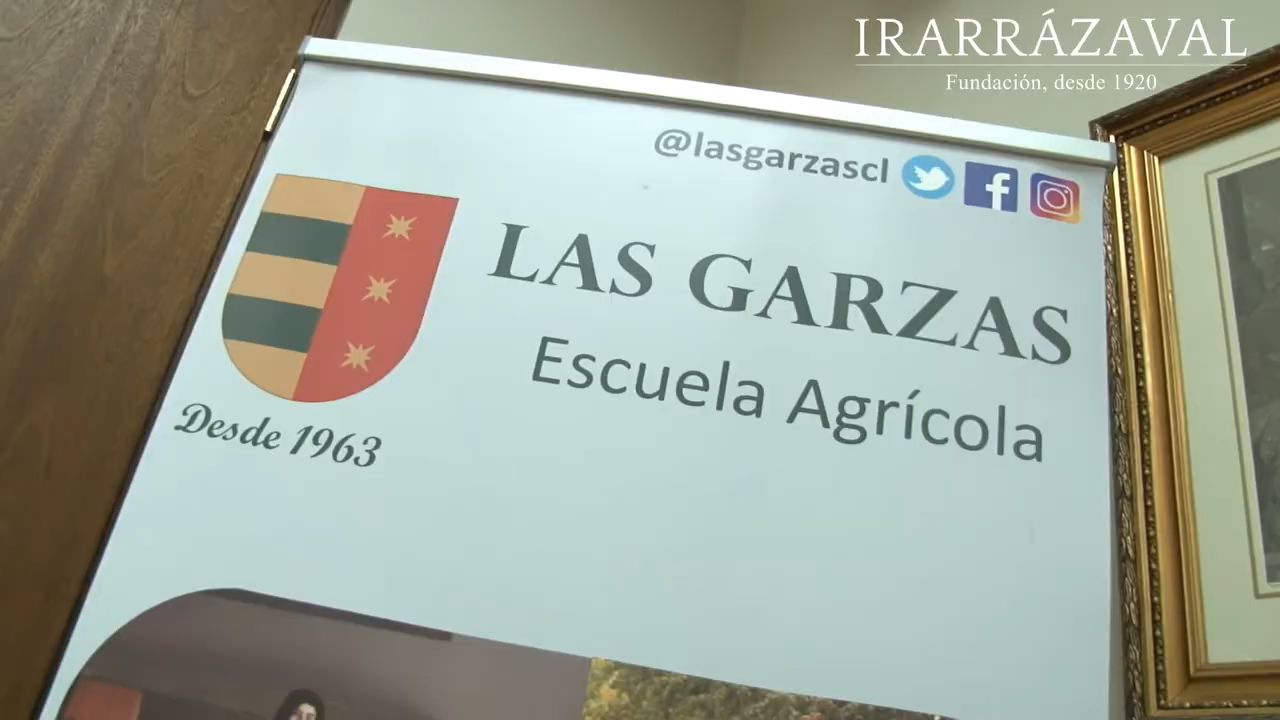 IRARRÁZAVAL
Fundación, desde 1920
@lasgarzascl
LAS GARZAS
Escuela Agrícola
Desde 1963